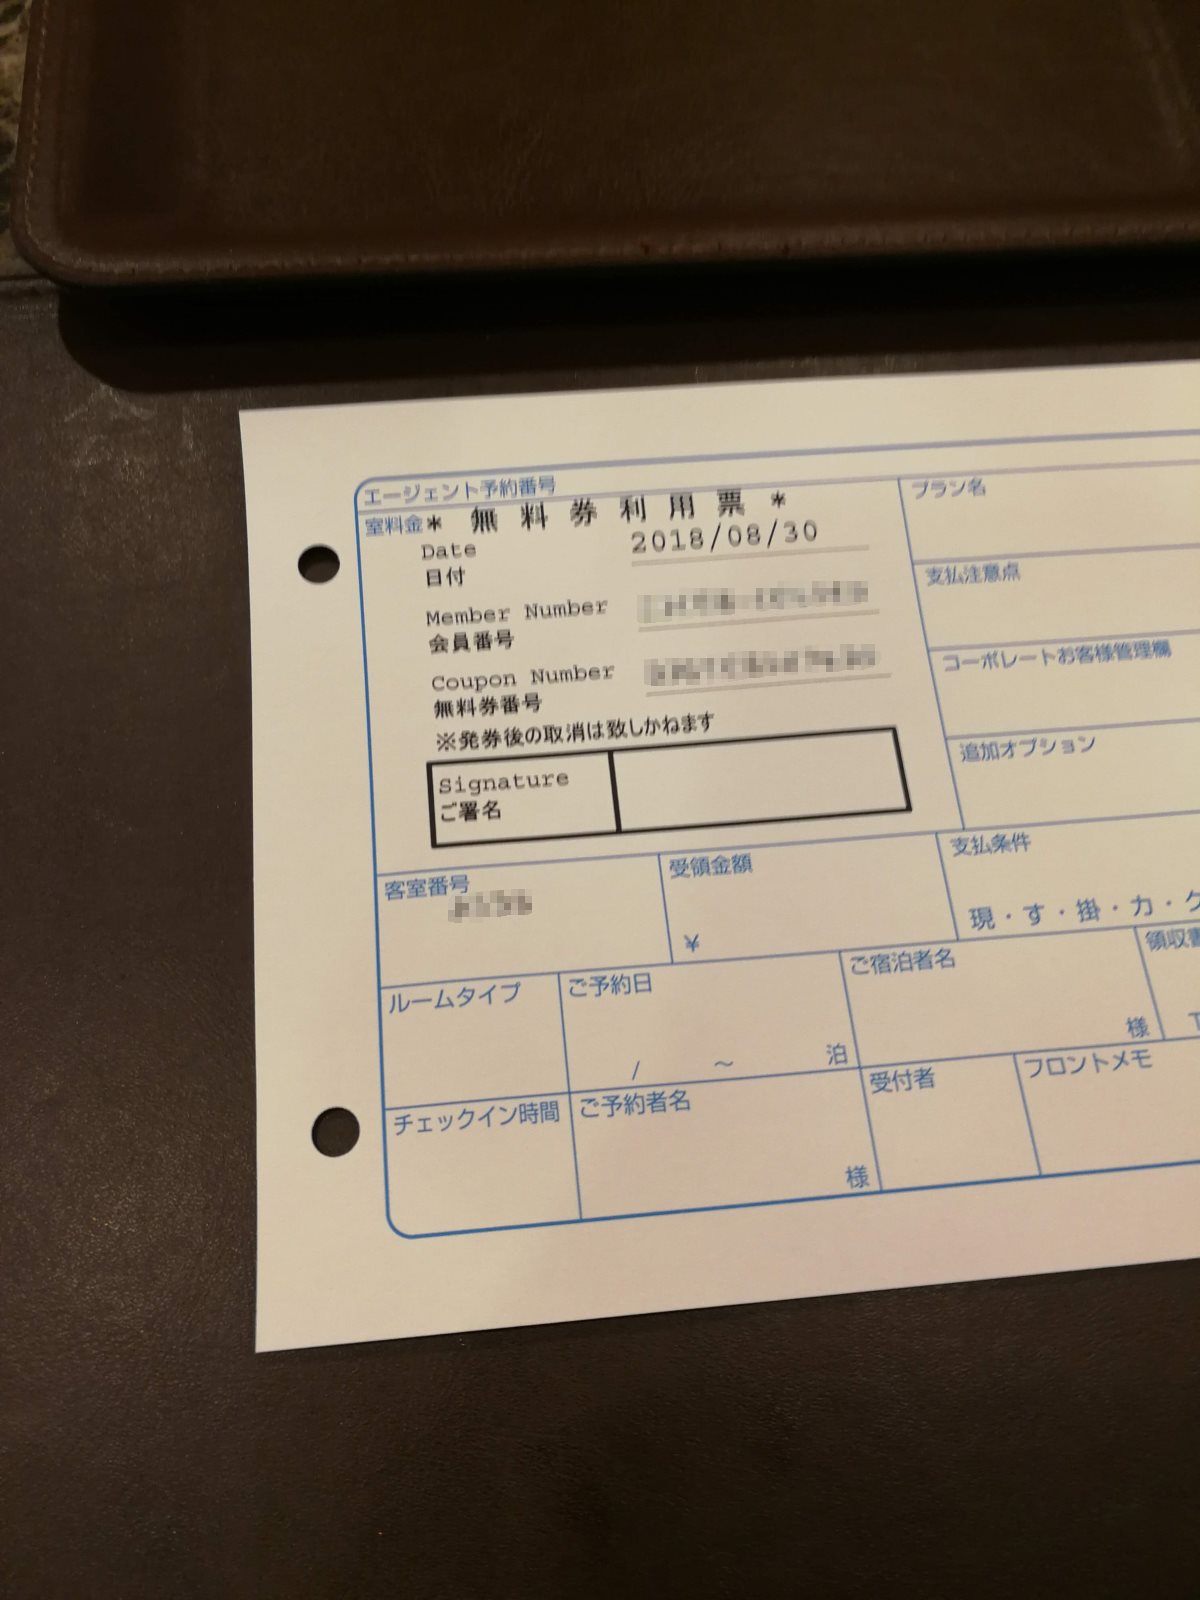 エージェント予約番号
室料金
* 無料券利用票 *
Date 2018/08/30
日付
Member Number
会員番号
Coupon Number
無料券番号
※発券後の取消は致しかねます
Signature
ご署名
プラン名
支払注意点
コーポレートお客様管理欄
追加オプション
客室番号
受領金額
¥
支払条件
現・す・掛・カ・ク
ルームタイプ
ご予約日
/ ～ 泊
ご宿泊者名
様
領収書
チェックイン時間
ご予約者名
様
受付者
フロントメモ